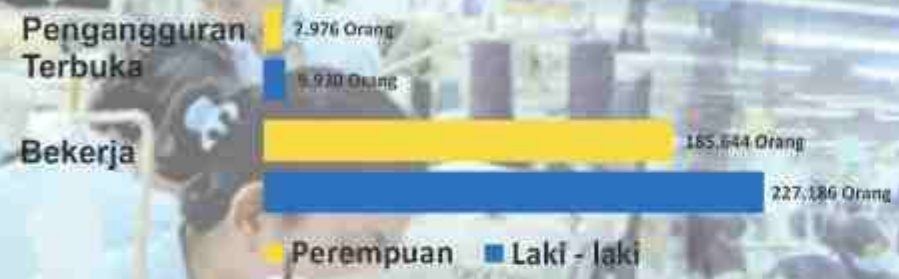 Pengangguran
Terbuka
7.976 Orang
9.930 Orang
Bekerja
185.644 Orang
227.186 Orang
Perempuan
Laki - laki